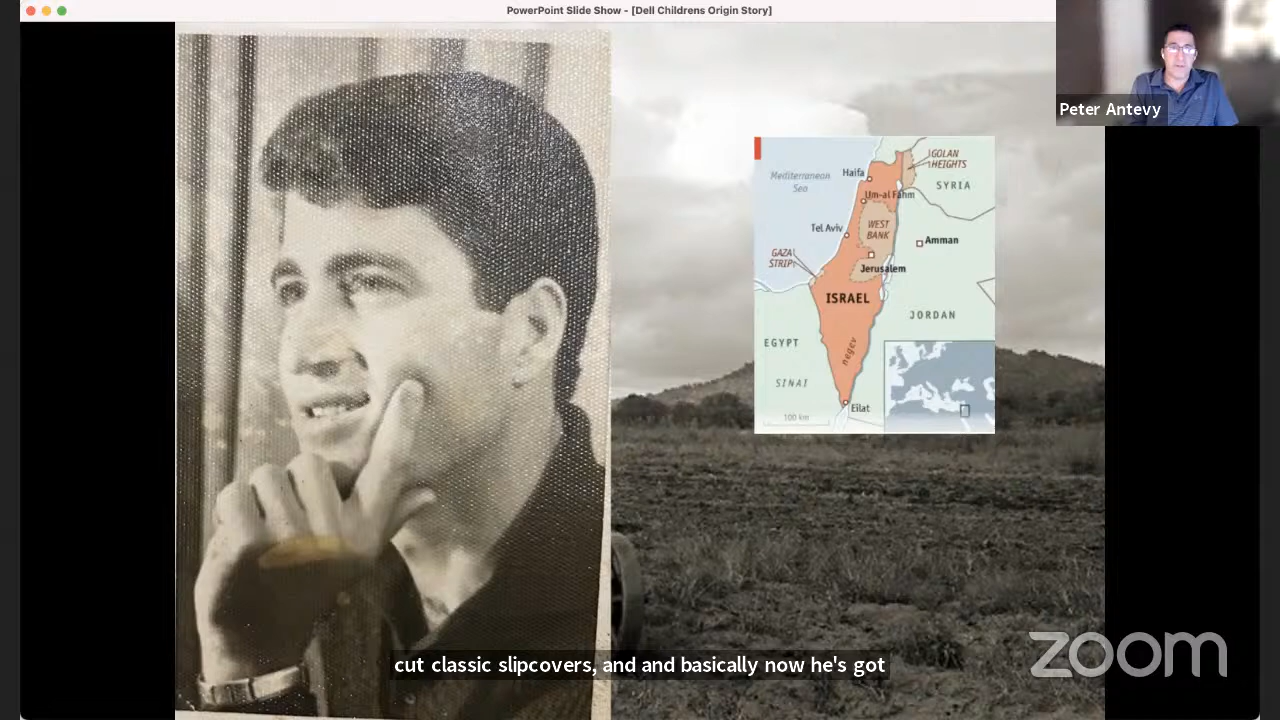 PowerPoint Slide Show - [Dell Childrens Origin Story]
Peter Antevy
Mediterranean
Sea
Haifa
GOLAN
HEIGHTS
SYRIA
Um-al Fahm
Tel Aviv
WEST
BANK
Amman
GAZA
STRIP
Jerusalem
ISRAEL
JORDAN
EGYPT
negev
SINAI
Eilat
100 km
cut classic slipcovers, and and basically now he's got
zoom